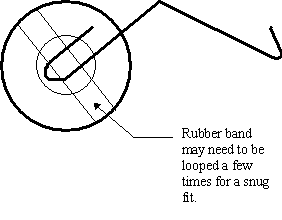 Rubber band
may need to be
looped a few
times for a snug
fit.